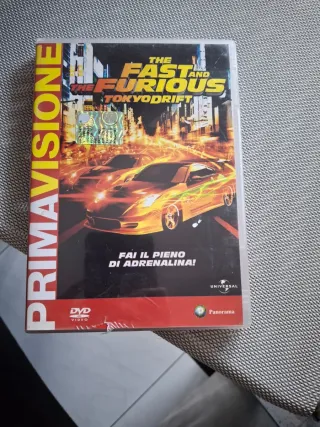 PRIMAVISIONE
THE
FAST AND
THE FURIOUS
TOKYO DRIFT
FAI IL PIENO
DI ADRENALINA!
UNIVERSAL
DVD
VIDEO
Panorama